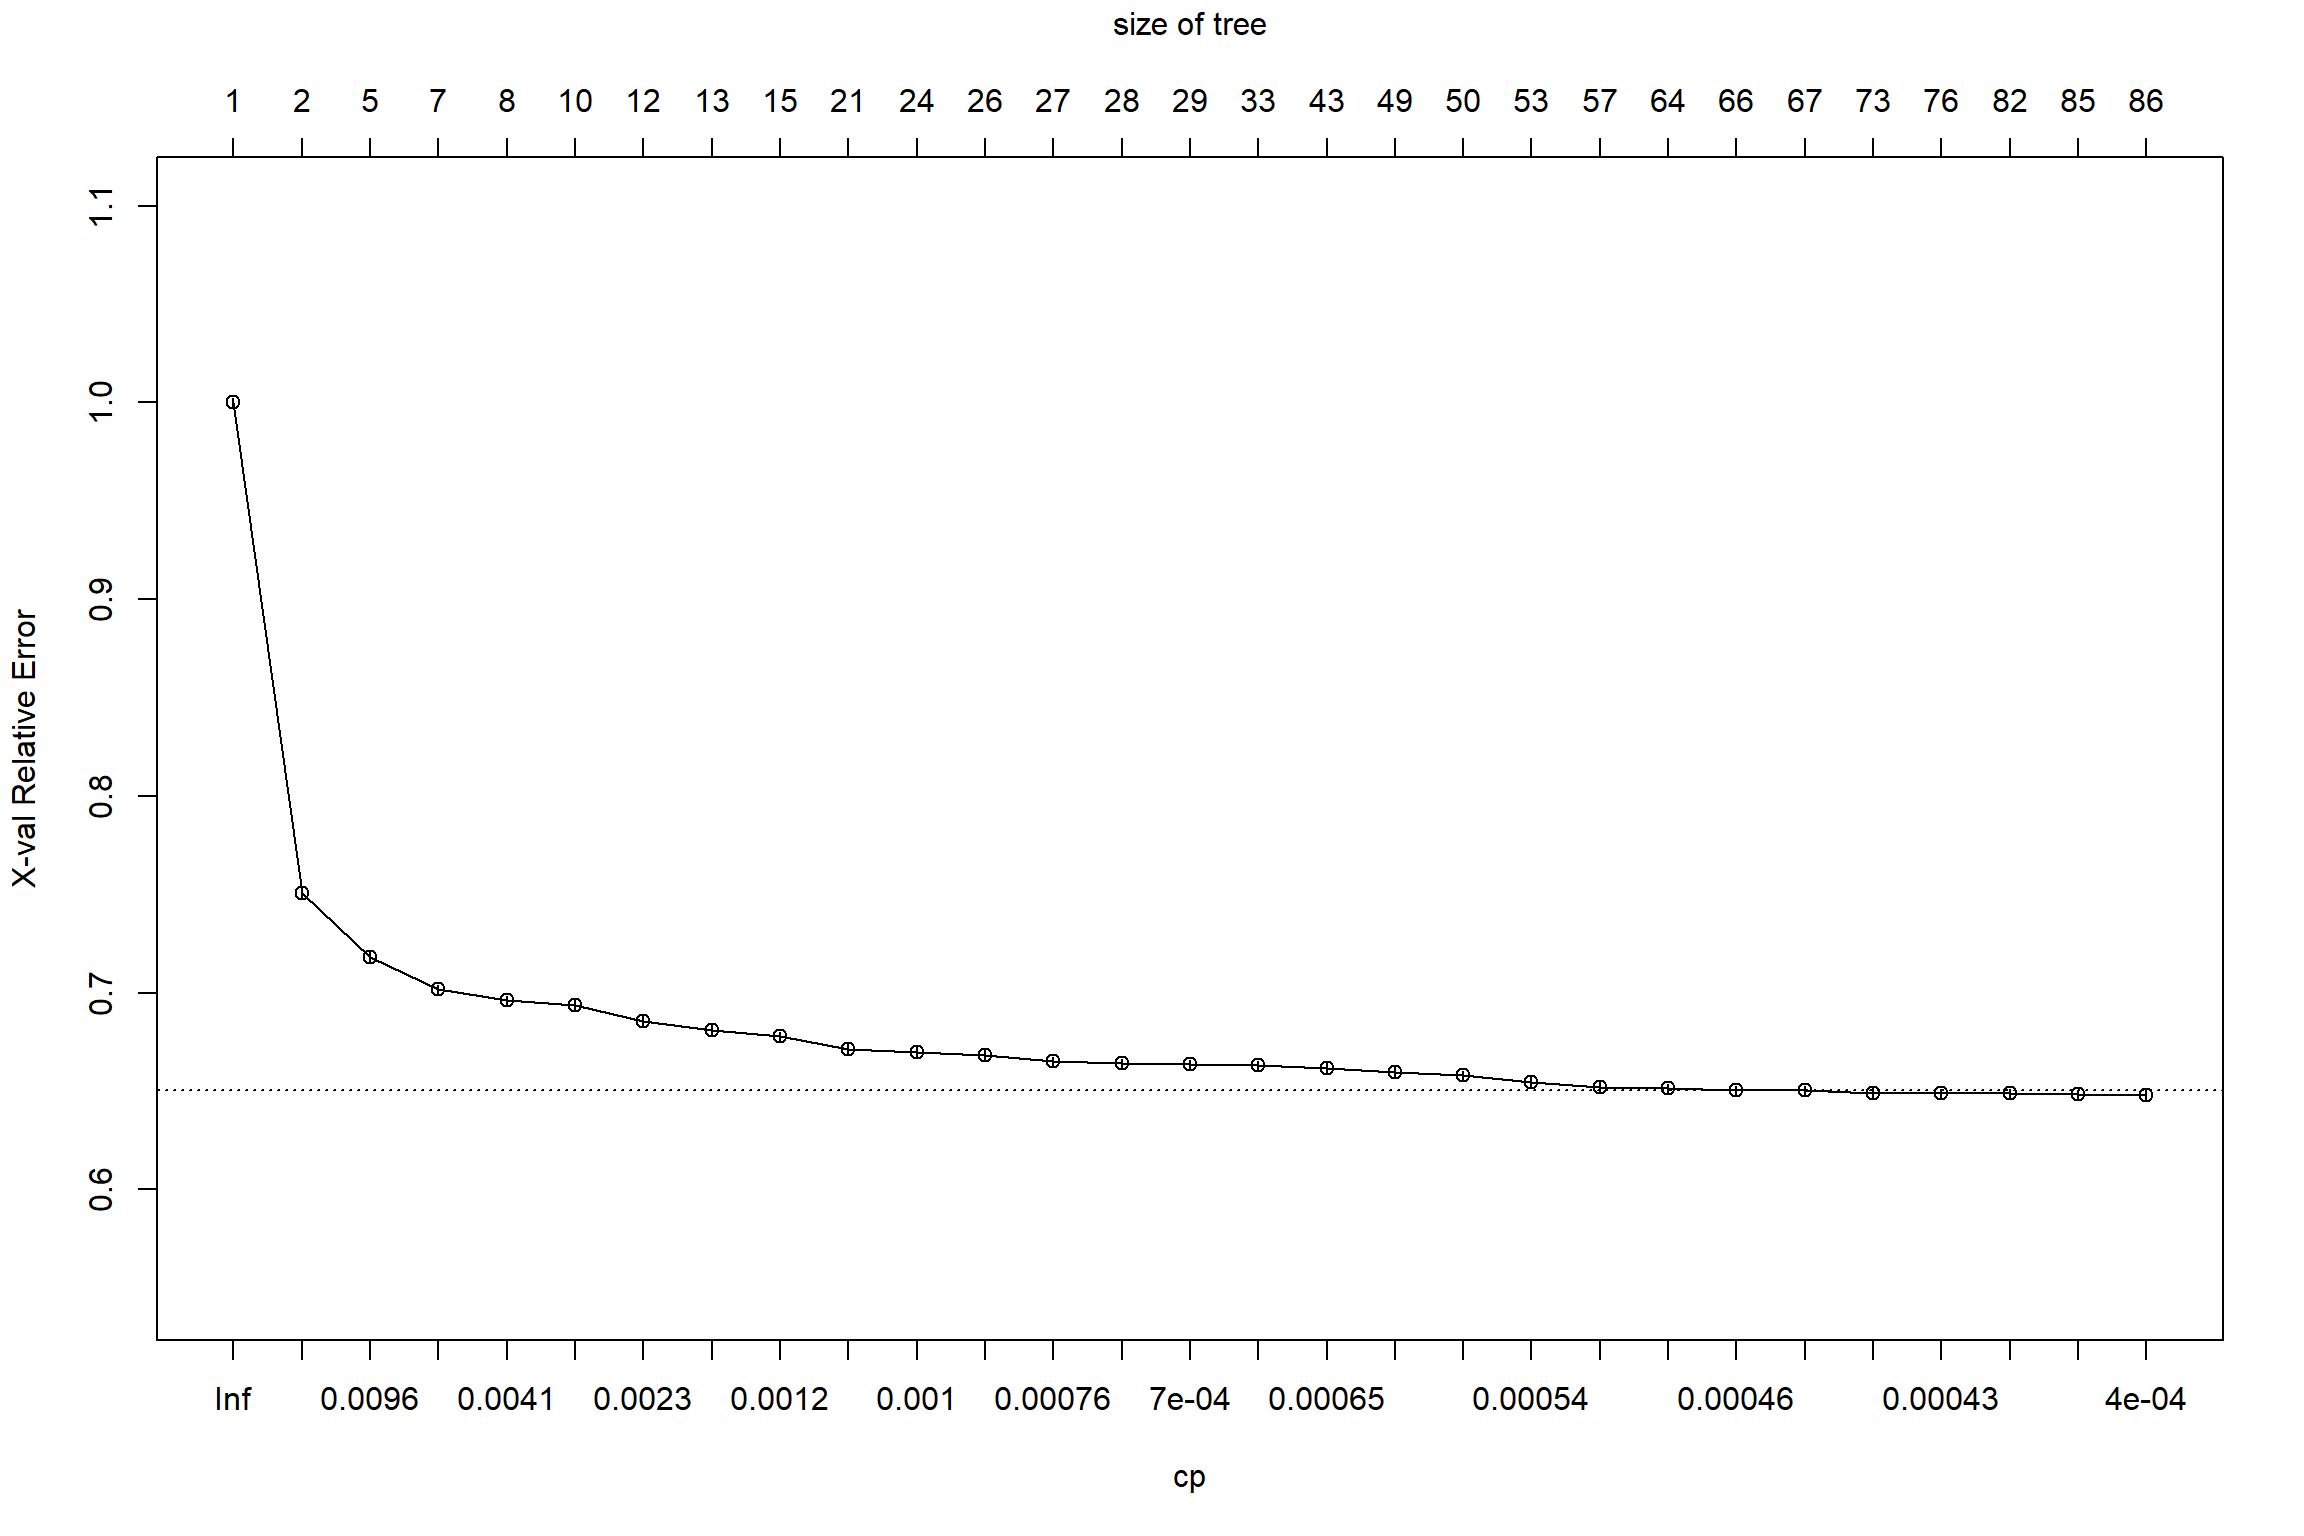 size of tree
1 2 5 7 8 10 12 13 15 21 24 26 27 28 29 33 43 49 50 53 57 64 66 67 73 76 82 85 86
1.1
1.0
0.9
0.8
0.7
0.6
X-val Relative Error
Inf 0.0096 0.0041 0.0023 0.0012 0.001 0.00076 7e-04 0.00065 0.00054 0.00046 0.00043 4e-04
cp